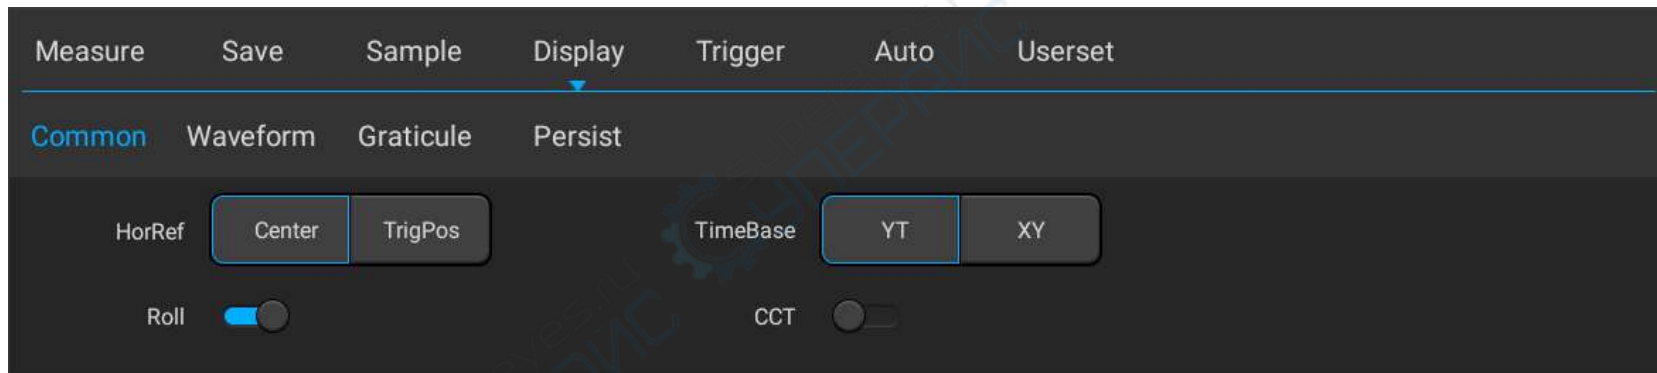 Measure Save Sample Display Trigger Auto Userset
Common Waveform Graticule Persist
HorRef Center TrigPos TimeBase YT XY
Roll CCT